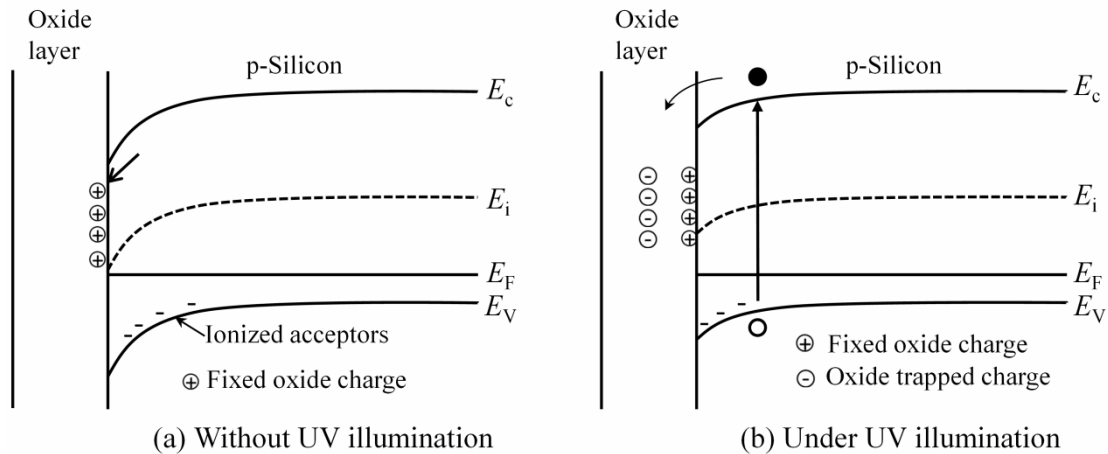 Oxide
layer
p-Silicon
E_c
E_i
E_F
E_V
Ionized acceptors
⊕ Fixed oxide charge
(a) Without UV illumination
Oxide
layer
p-Silicon
E_c
E_i
E_F
E_V
⊕ Fixed oxide charge
⊖ Oxide trapped charge
(b) Under UV illumination